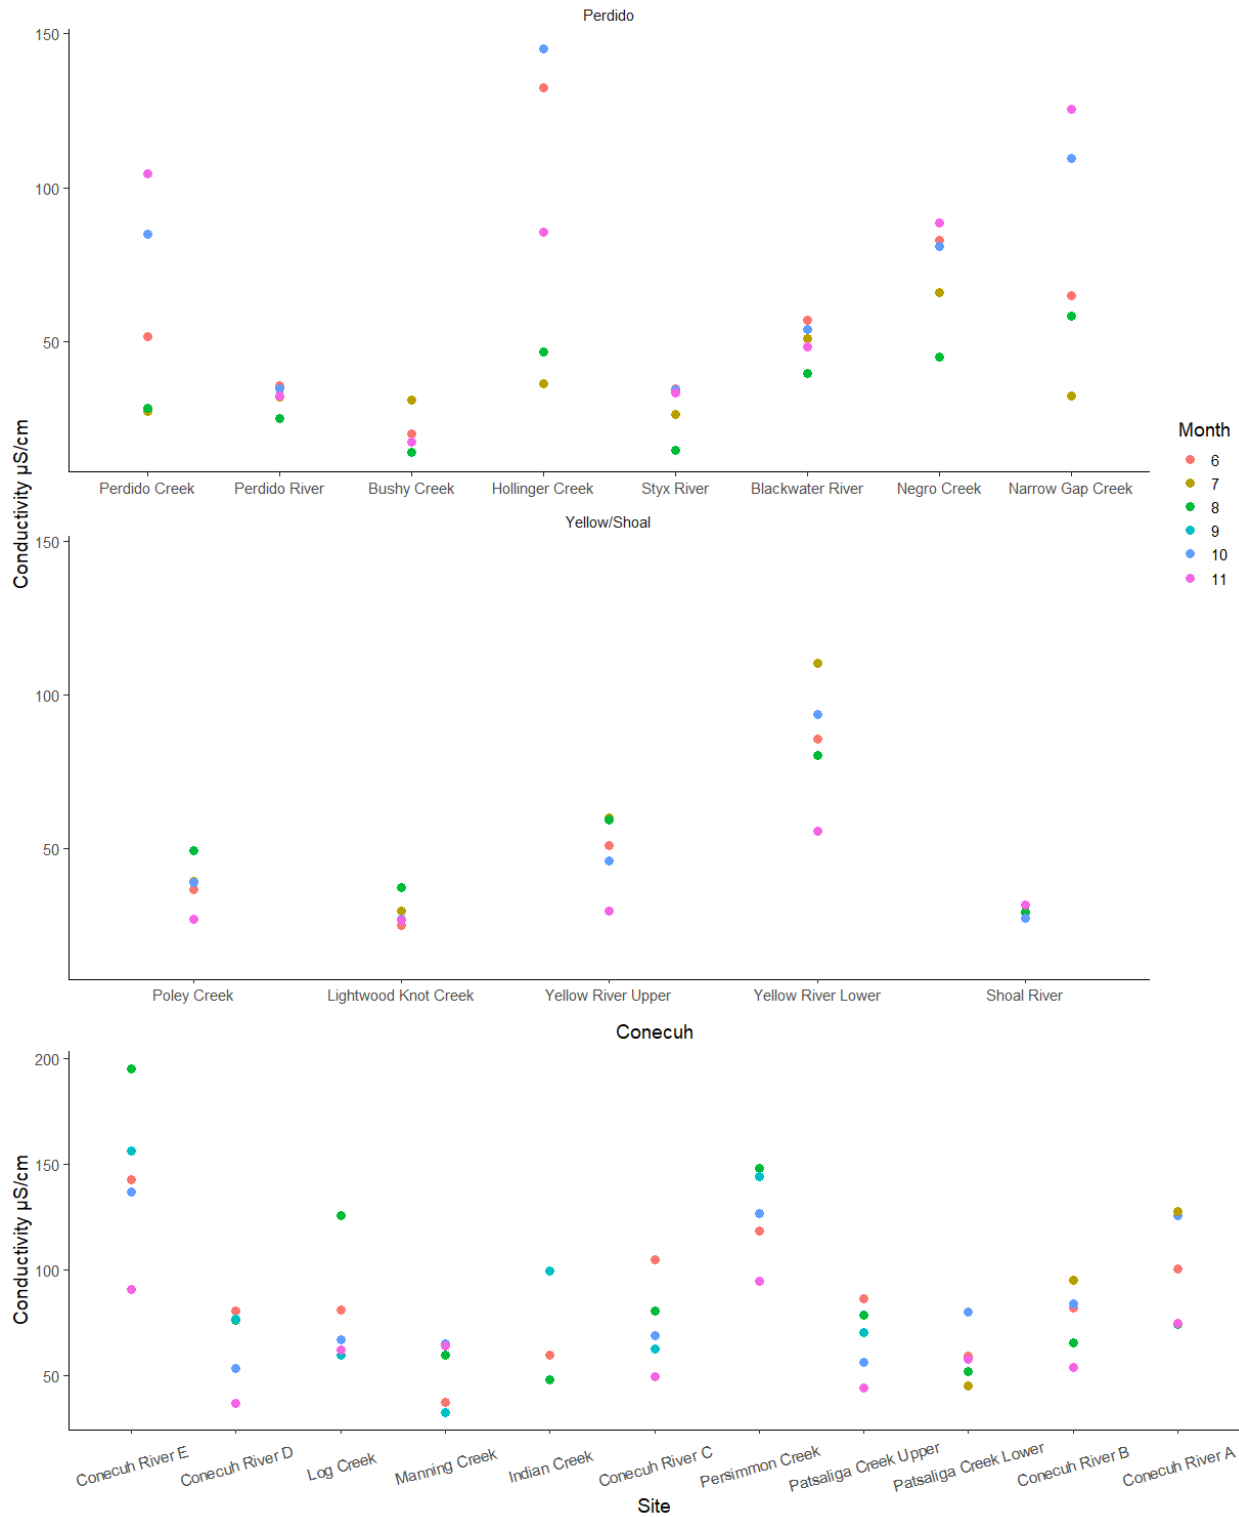 Perdido
150
100
50
Perdido Creek Perdido River Bushy Creek Hollinger Creek Styx River Blackwater River Negro Creek Narrow Gap Creek
Conductivity µS/cm
Yellow/Shoal
150
100
50
Poley Creek Lightwood Knot Creek Yellow River Upper Yellow River Lower Shoal River
Month
6
7
8
9
10
11
Conecuh
200
150
100
50
Conductivity µS/cm
Conecuh River E Conecuh River D Log Creek Manning Creek Indian Creek Conecuh River C Persimmon Creek Patsaliga Creek Upper Patsaliga Creek Lower Conecuh River B Conecuh River A
Site